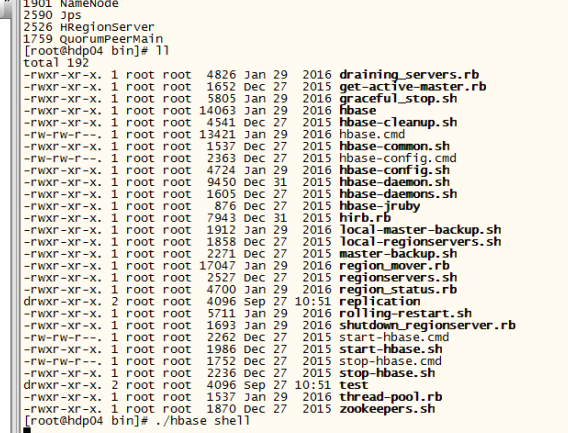 1901 NameNode
2590 Jps
2526 HRegionServer
1759 QuorumPeerMain
[root@hdp04 bin]# ll
total 192
-rwxr-xr-x. 1 root root  4826 Jan 29  2016 draining_servers.rb
-rwxr-xr-x. 1 root root  1652 Dec 27  2015 get-active-master.rb
-rwxr-xr-x. 1 root root  5805 Jan 29  2016 graceful_stop.sh
-rwxr-xr-x. 1 root root 14063 Jan 29  2016 hbase
-rwxr-xr-x. 1 root root  4541 Dec 27  2015 hbase-cleanup.sh
-rw-rw-r--. 1 root root 13421 Jan 29  2016 hbase.cmd
-rwxr-xr-x. 1 root root  1537 Dec 27  2015 hbase-common.sh
-rw-rw-r--. 1 root root  2363 Dec 27  2015 hbase-config.cmd
-rwxr-xr-x. 1 root root  4724 Jan 29  2016 hbase-config.sh
-rwxr-xr-x. 1 root root  9450 Dec 31  2015 hbase-daemon.sh
-rwxr-xr-x. 1 root root  1605 Dec 27  2015 hbase-daemons.sh
-rwxr-xr-x. 1 root root   876 Dec 27  2015 hbase-jruby
-rwxr-xr-x. 1 root root  7943 Dec 31  2015 hirb.rb
-rwxr-xr-x. 1 root root  1912 Jan 29  2016 local-master-backup.sh
-rwxr-xr-x. 1 root root  1858 Dec 27  2015 local-regionservers.sh
-rwxr-xr-x. 1 root root  2271 Dec 27  2015 master-backup.sh
-rwxr-xr-x. 1 root root 17047 Jan 29  2016 region_mover.rb
-rwxr-xr-x. 1 root root  2527 Dec 27  2015 regionservers.sh
-rwxr-xr-x. 1 root root  4700 Jan 29  2016 region_status.rb
drwxr-xr-x. 2 root root  4096 Sep 27 10:51 replication
-rwxr-xr-x. 1 root root  5711 Jan 29  2016 rolling-restart.sh
-rwxr-xr-x. 1 root root  1693 Jan 29  2016 shutdown_regionserver.rb
-rw-rw-r--. 1 root root  2262 Dec 27  2015 start-hbase.cmd
-rwxr-xr-x. 1 root root  1986 Dec 27  2015 start-hbase.sh
-rw-rw-r--. 1 root root  1752 Dec 27  2015 stop-hbase.cmd
-rwxr-xr-x. 1 root root  2236 Dec 27  2015 stop-hbase.sh
drwxr-xr-x. 2 root root  4096 Sep 27 10:51 test
-rwxr-xr-x. 1 root root  1537 Jan 29  2016 thread-pool.rb
-rwxr-xr-x. 1 root root  1870 Dec 27  2015 zookeepers.sh
[root@hdp04 bin]# ./hbase shell